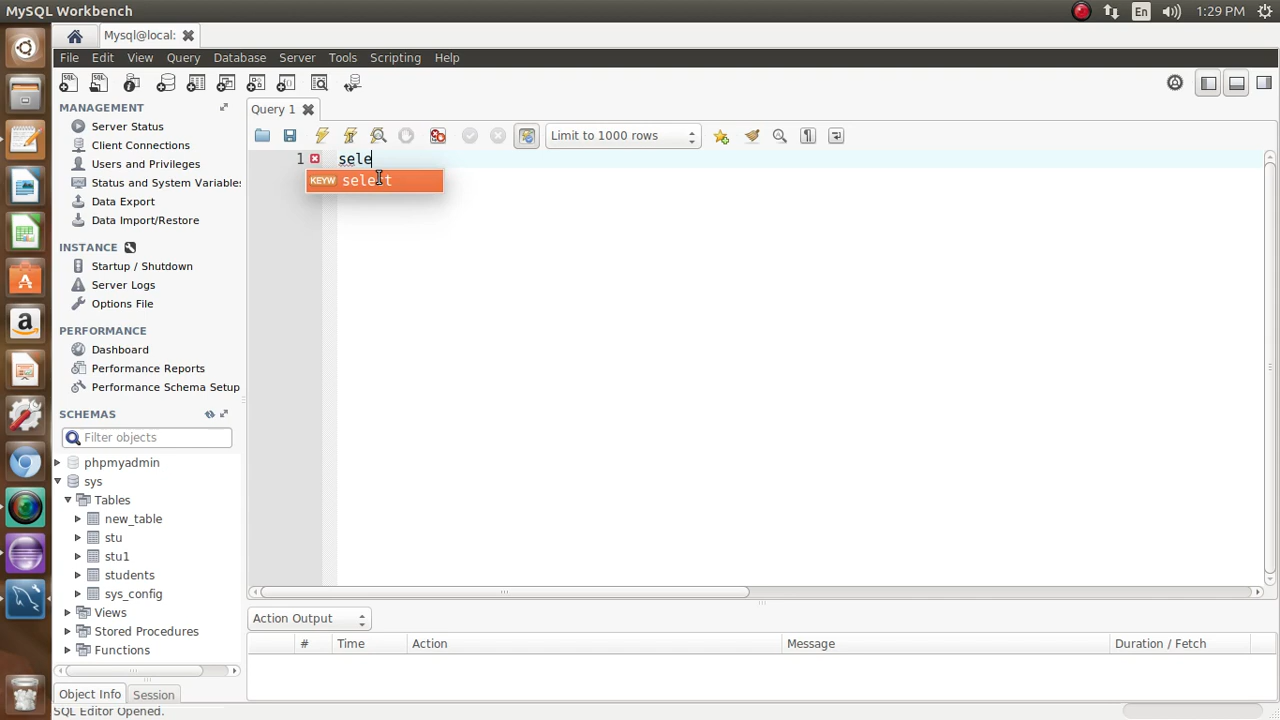 MySQL Workbench
En
1:29 PM
Mysql@local:
File Edit View Query Database Server Tools Scripting Help
MANAGEMENT
Server Status
Client Connections
Users and Privileges
Status and System Variables
Data Export
Data Import/Restore
INSTANCE
Startup / Shutdown
Server Logs
Options File
PERFORMANCE
Dashboard
Performance Reports
Performance Schema Setup
SCHEMAS
Filter objects
phpmyadmin
sys
Tables
new_table
stu
stu1
students
sys_config
Views
Stored Procedures
Functions
Object Info Session
SQL Editor Opened.
Query 1
Limit to 1000 rows
1 sele
KEYW select
Action Output
# Time Action Message Duration / Fetch